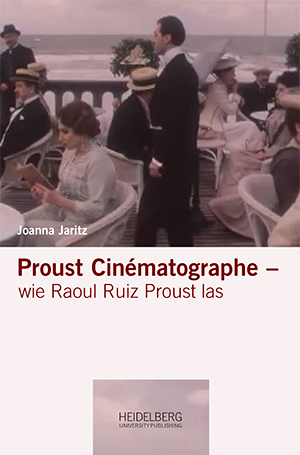 Joanna Jaritz
Proust Cinématographe –
wie Raoul Ruiz Proust las
HEIDELBERG
UNIVERSITY PUBLISHING